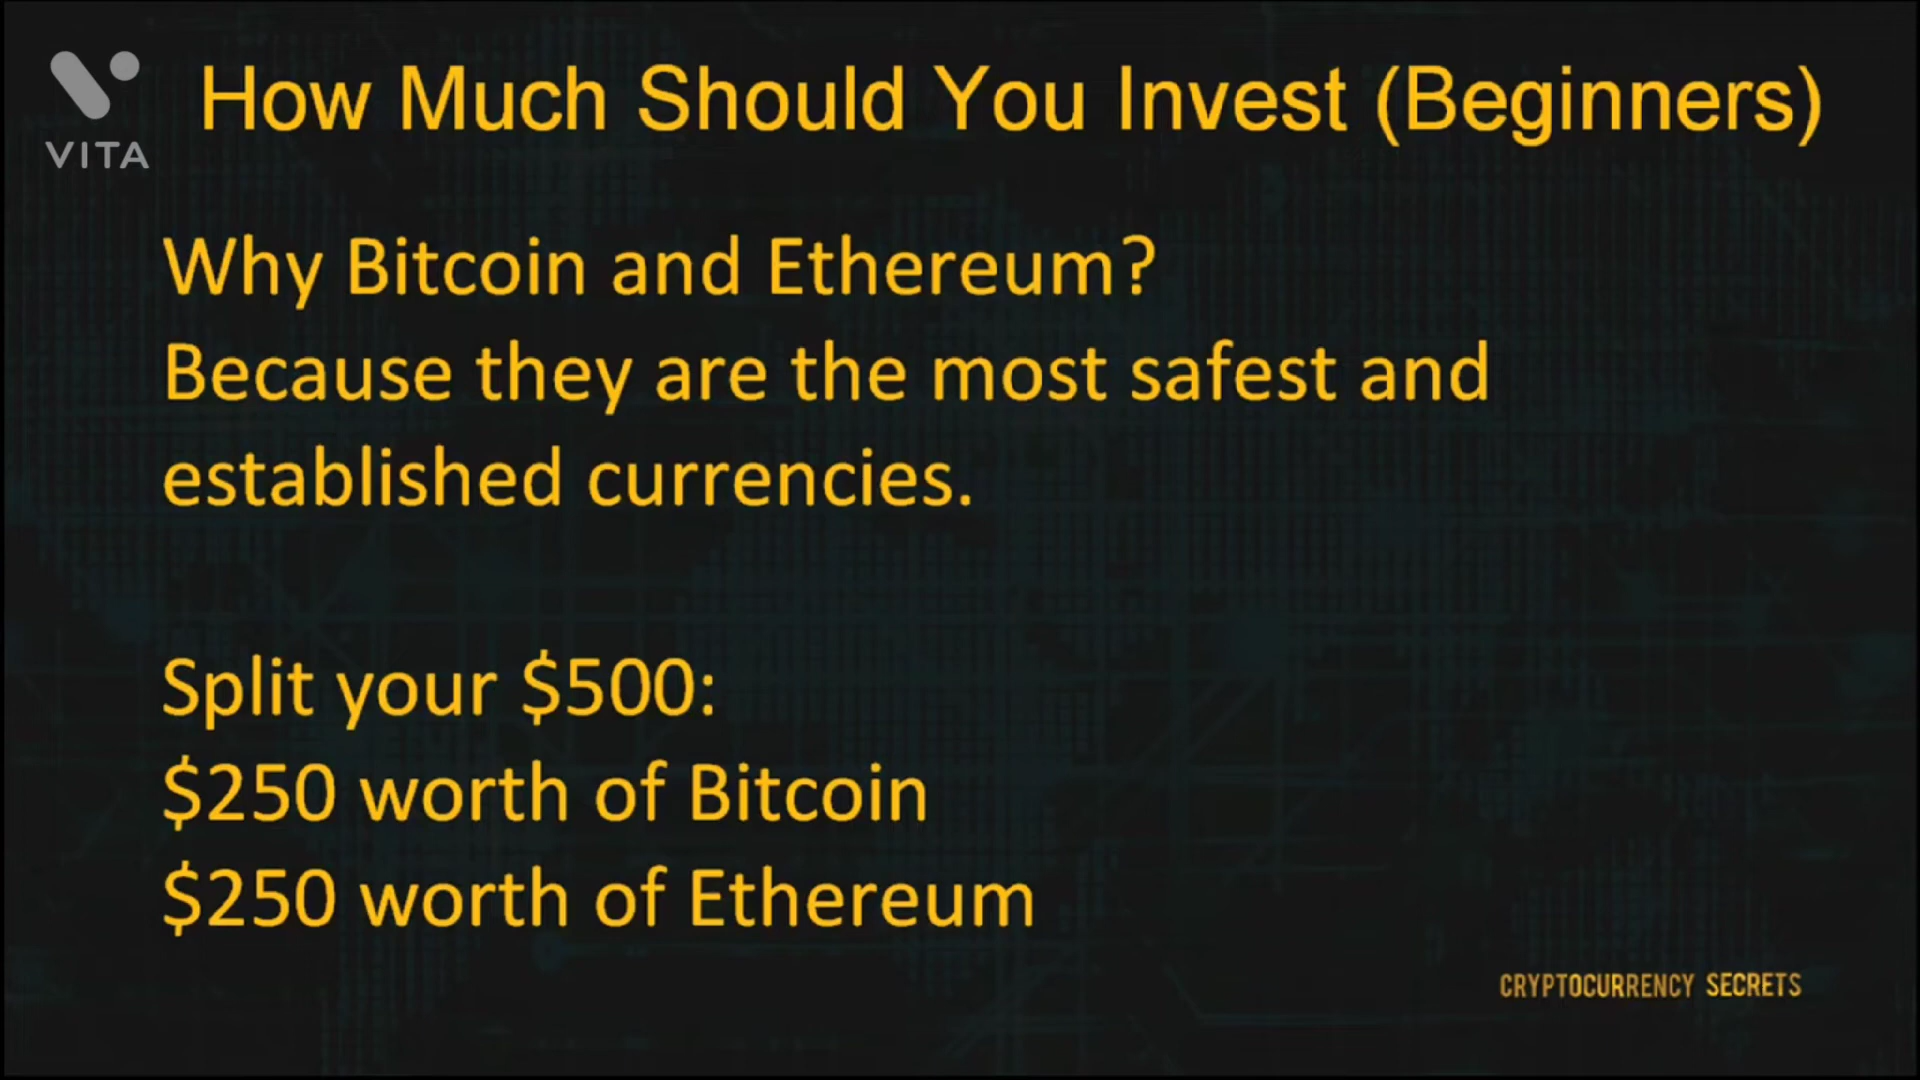 VITA
How Much Should You Invest (Beginners)
Why Bitcoin and Ethereum?
Because they are the most safest and
established currencies.
Split your $500:
$250 worth of Bitcoin
$250 worth of Ethereum
CRYPTOCURRENCY SECRETS